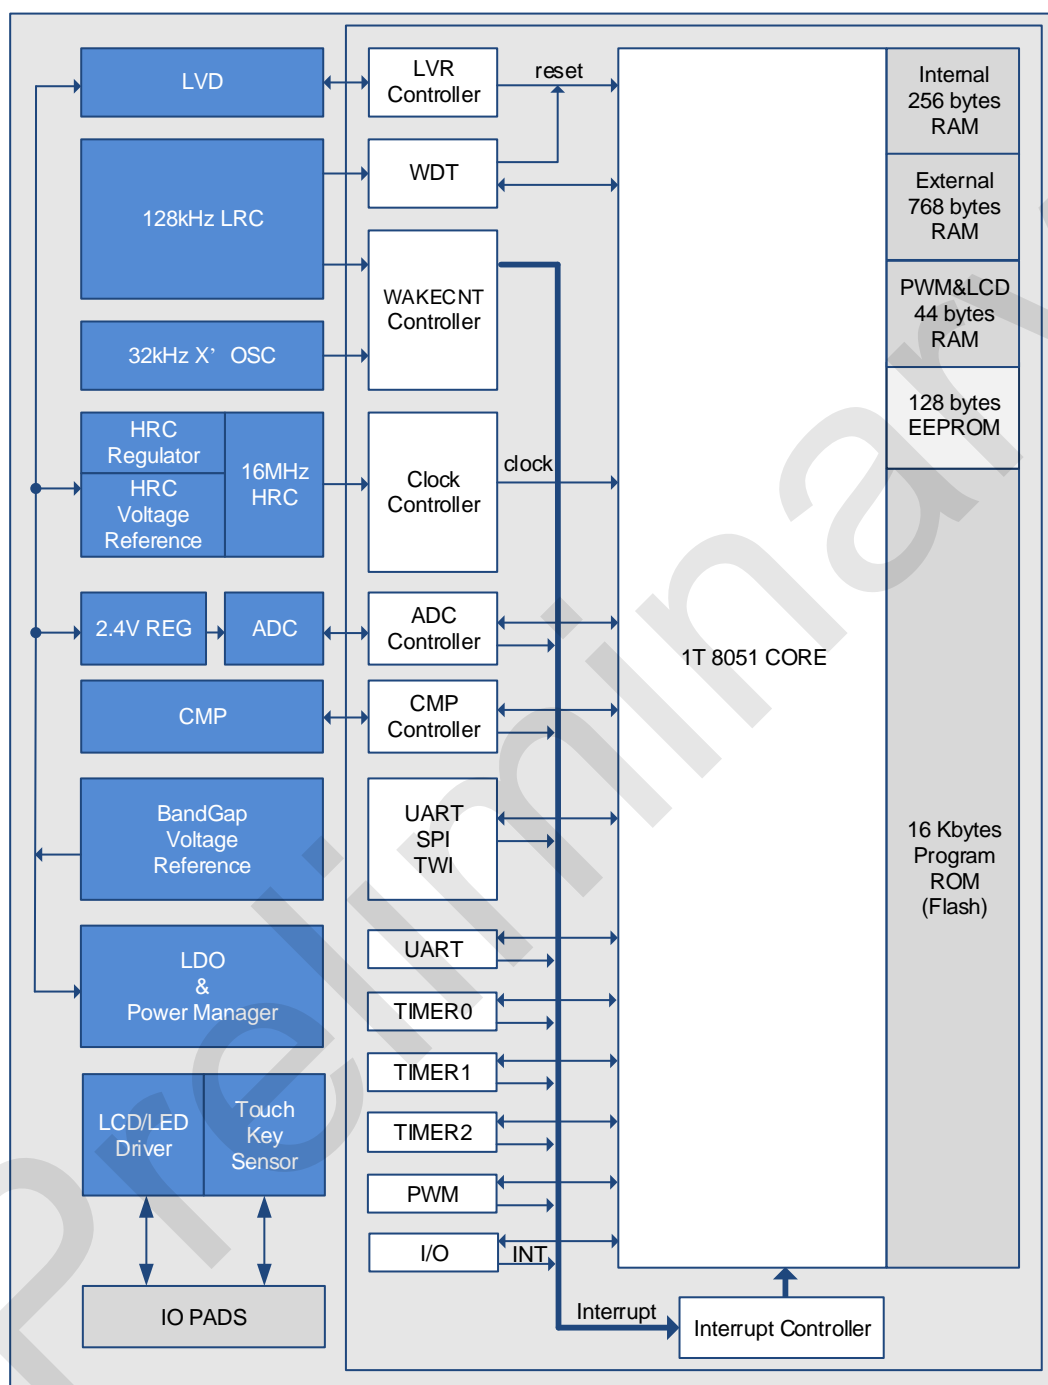 LVD
LVR
Controller
reset
Internal
256 bytes
RAM
128kHz LRC
WDT
External
768 bytes
RAM
WAKECNT
Controller
PWM&LCD
44 bytes
RAM
32kHz X’ OSC
128 bytes
EEPROM
HRC
Regulator
HRC
Voltage
Reference
16MHz
HRC
Clock
Controller
clock
2.4V REG
ADC
ADC
Controller
1T 8051 CORE
CMP
CMP
Controller
BandGap
Voltage
Reference
UART
SPI
TWI
16 Kbytes
Program
ROM
(Flash)
LDO
&
Power Manager
UART
TIMER0
TIMER1
LCD/LED
Driver
Touch
Key
Sensor
TIMER2
PWM
I/O
INT
IO PADS
Interrupt
Interrupt Controller
Preliminary